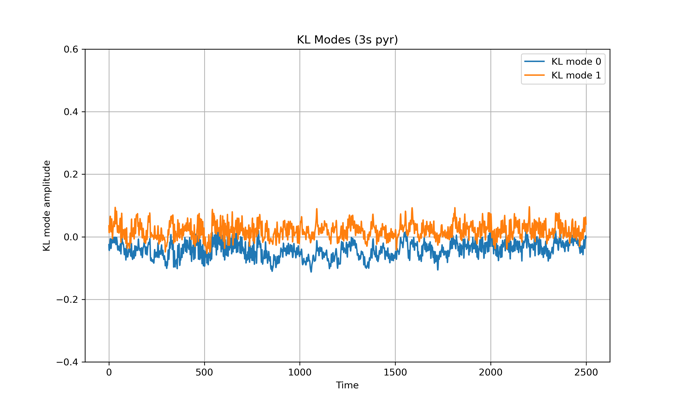 KL Modes (3s pyr)
KL mode 0
KL mode 1
0.6
0.4
0.2
0.0
−0.2
−0.4
KL mode amplitude
0
500
1000
1500
2000
2500
Time